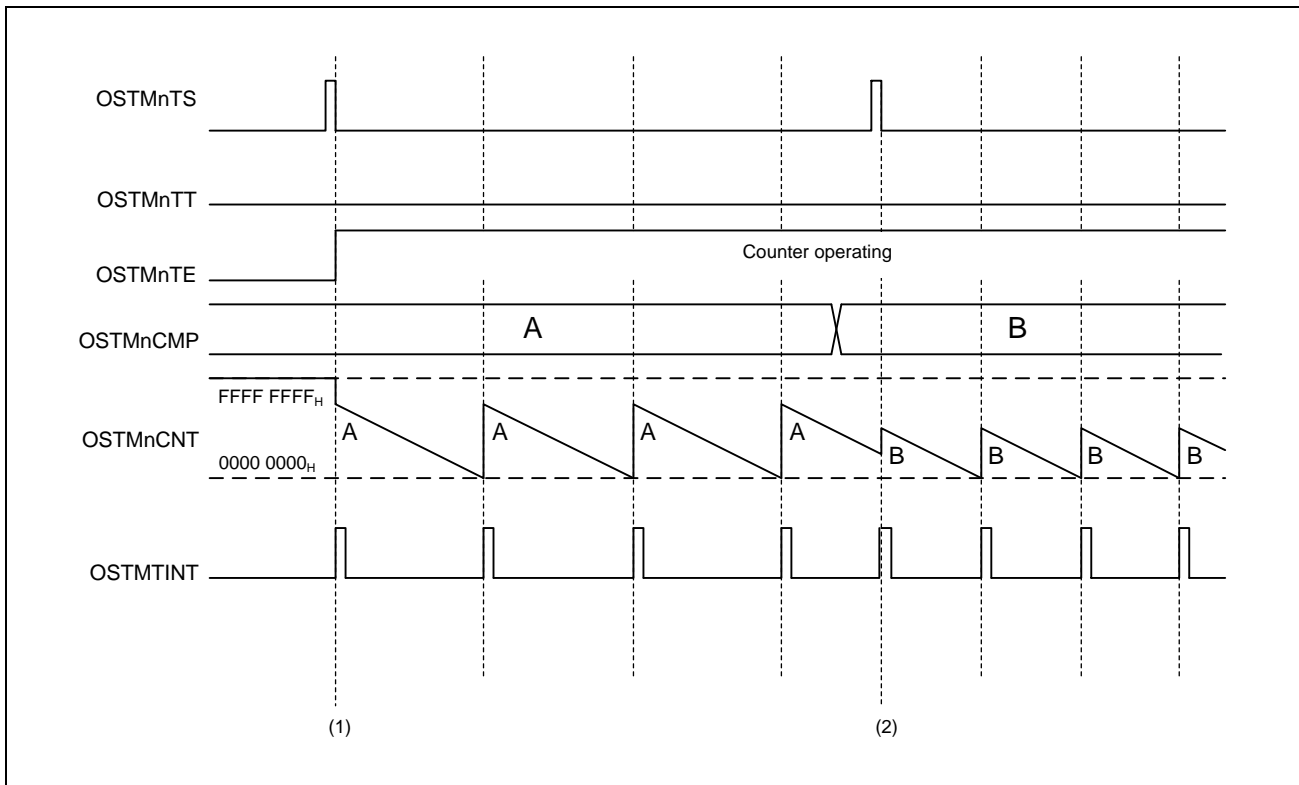 OSTMnTS
OSTMnTT
OSTMnTE
Counter operating
OSTMnCMP
A
B
FFFF FFFFH
OSTMnCNT
0000 0000H
A
A
A
A
B
B
B
B
OSTMTINT
(1)
(2)